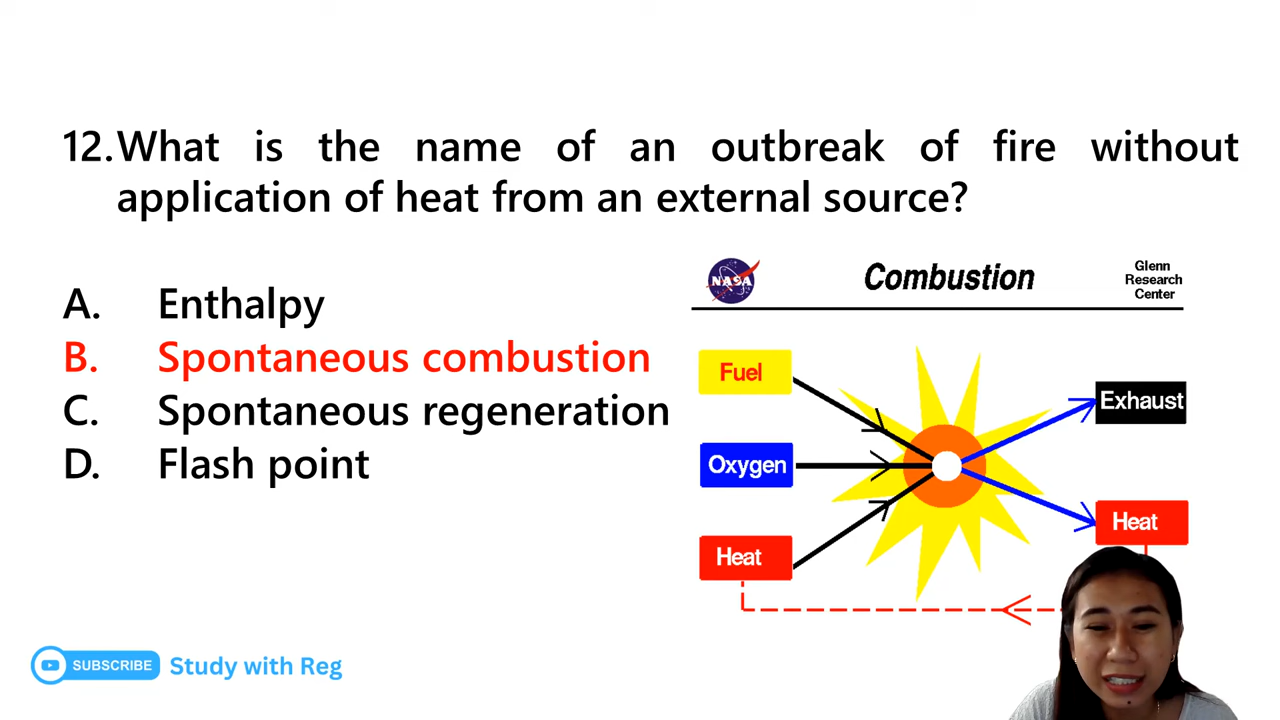 12. What is the name of an outbreak of fire without
application of heat from an external source?
A. Enthalpy
B. Spontaneous combustion
C. Spontaneous regeneration
D. Flash point
NASA
Combustion
Glenn
Research
Center
Fuel
Oxygen
Heat
Exhaust
Heat
SUBSCRIBE Study with Reg